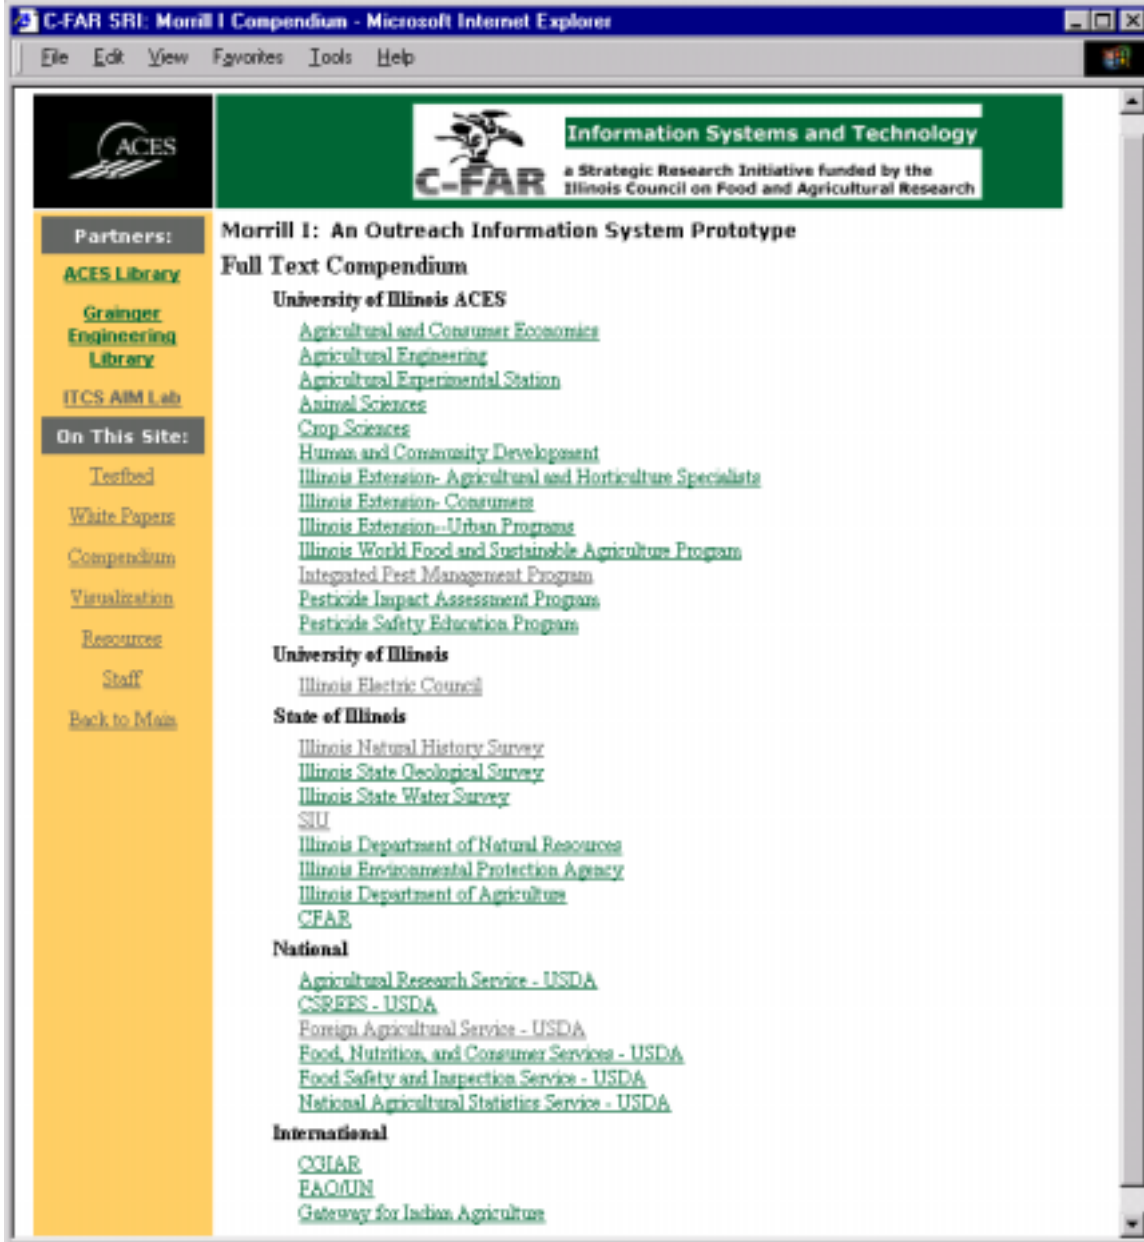 C-FAR SRI: Morrill I Compendium - Microsoft Internet Explorer
File Edit View Favorites Tools Help
ACES
C-FAR
Information Systems and Technology
a Strategic Research Initiative funded by the
Illinois Council on Food and Agricultural Research
Partners:
ACES Library
Grainger
Engineering
Library
ITCS AIM Lab
On This Site:
Testbed
White Papers
Compendium
Visualization
Resources
Staff
Back to Main
Morrill I: An Outreach Information System Prototype
Full Text Compendium
University of Illinois ACES
Agricultural and Consumer Economics
Agricultural Engineering
Agricultural Experimental Station
Animal Sciences
Crop Sciences
Human and Community Development
Illinois Extension- Agricultural and Horticulture Specialists
Illinois Extension- Consumers
Illinois Extension--Urban Programs
Illinois World Food and Sustainable Agriculture Program
Integrated Pest Management Program
Pesticide Impact Assessment Program
Pesticide Safety Education Program
University of Illinois
Illinois Electric Council
State of Illinois
Illinois Natural History Survey
Illinois State Geological Survey
Illinois State Water Survey
SIU
Illinois Department of Natural Resources
Illinois Environmental Protection Agency
Illinois Department of Agriculture
CFAR
National
Agricultural Research Service - USDA
CSREES - USDA
Foreign Agricultural Service - USDA
Food, Nutrition, and Consumer Services - USDA
Food Safety and Inspection Service - USDA
National Agricultural Statistics Service - USDA
International
CGIAR
FAO/UN
Gateway for Indian Agriculture